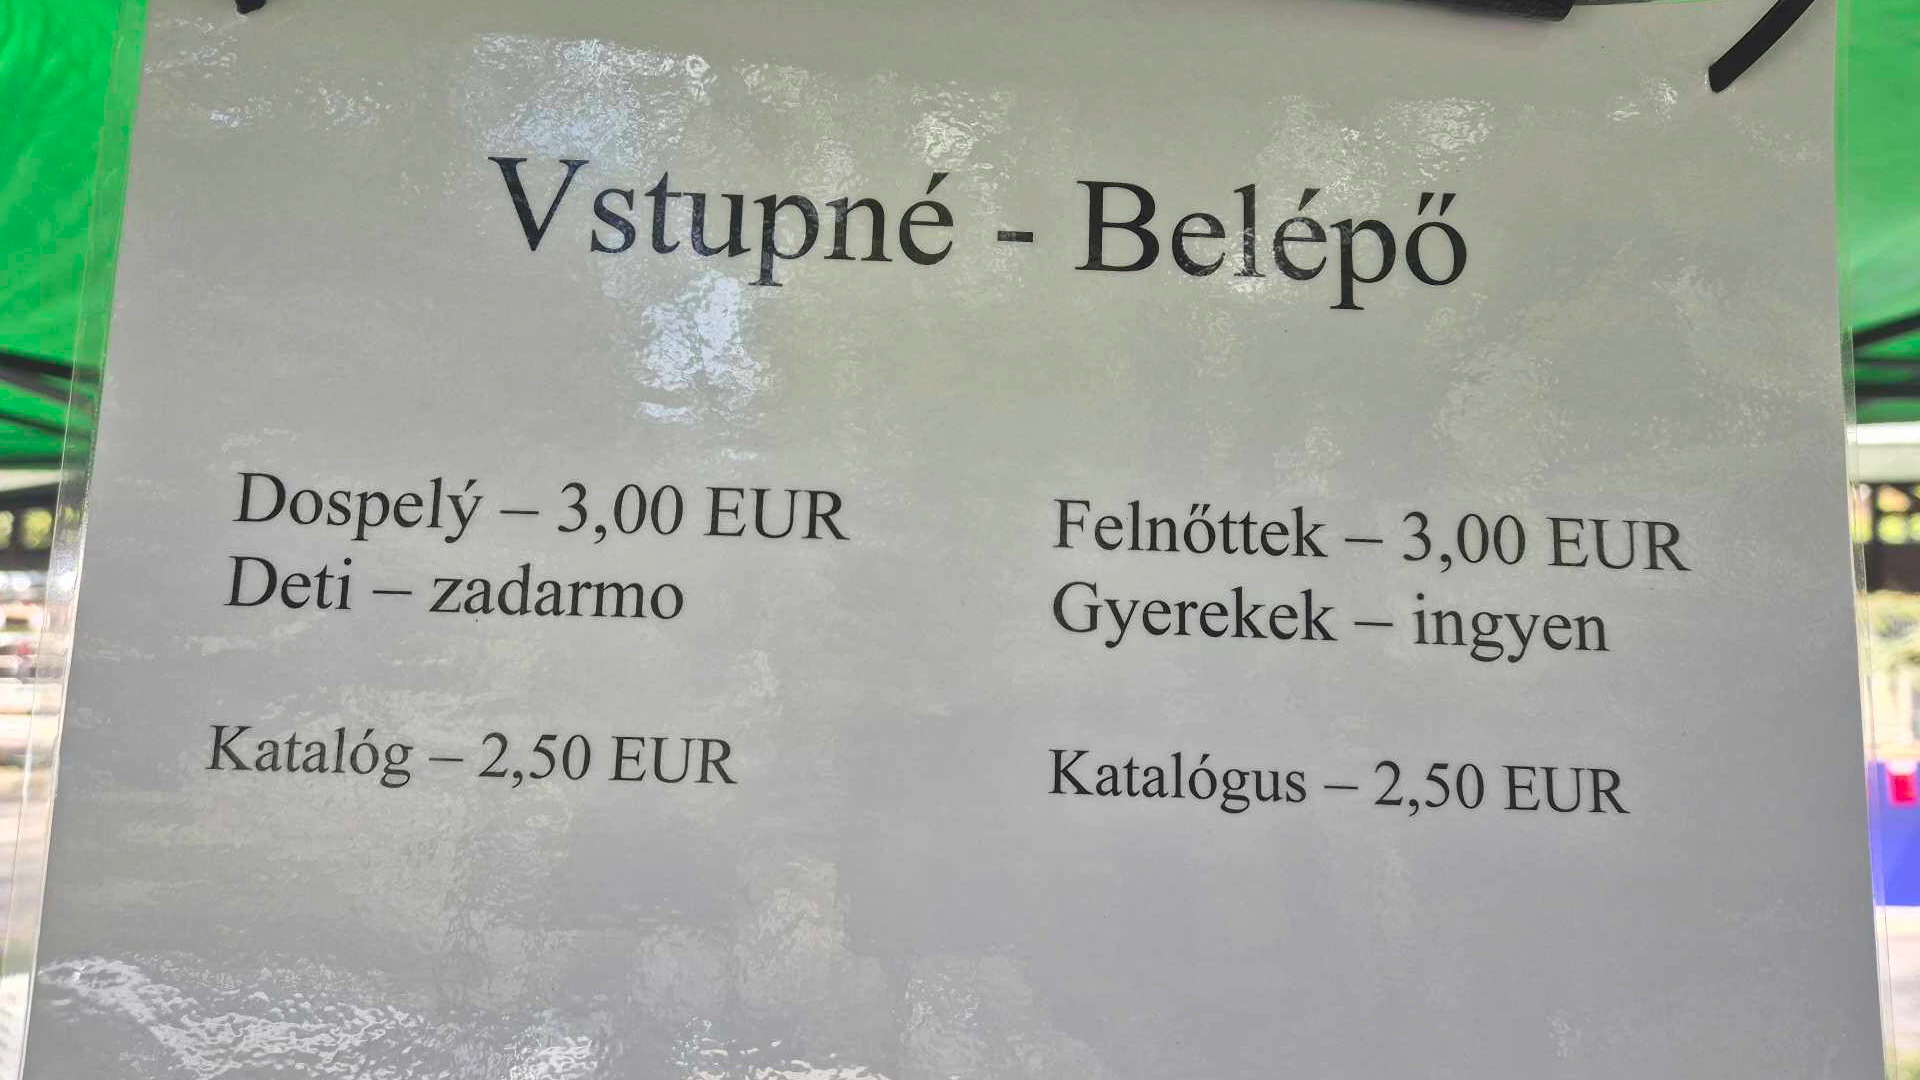 Vstupné - Belépő
Dospelý – 3,00 EUR
Deti – zadarmo
Katalóg – 2,50 EUR
Felnőttek – 3,00 EUR
Gyerekek – ingyen
Katalógus – 2,50 EUR